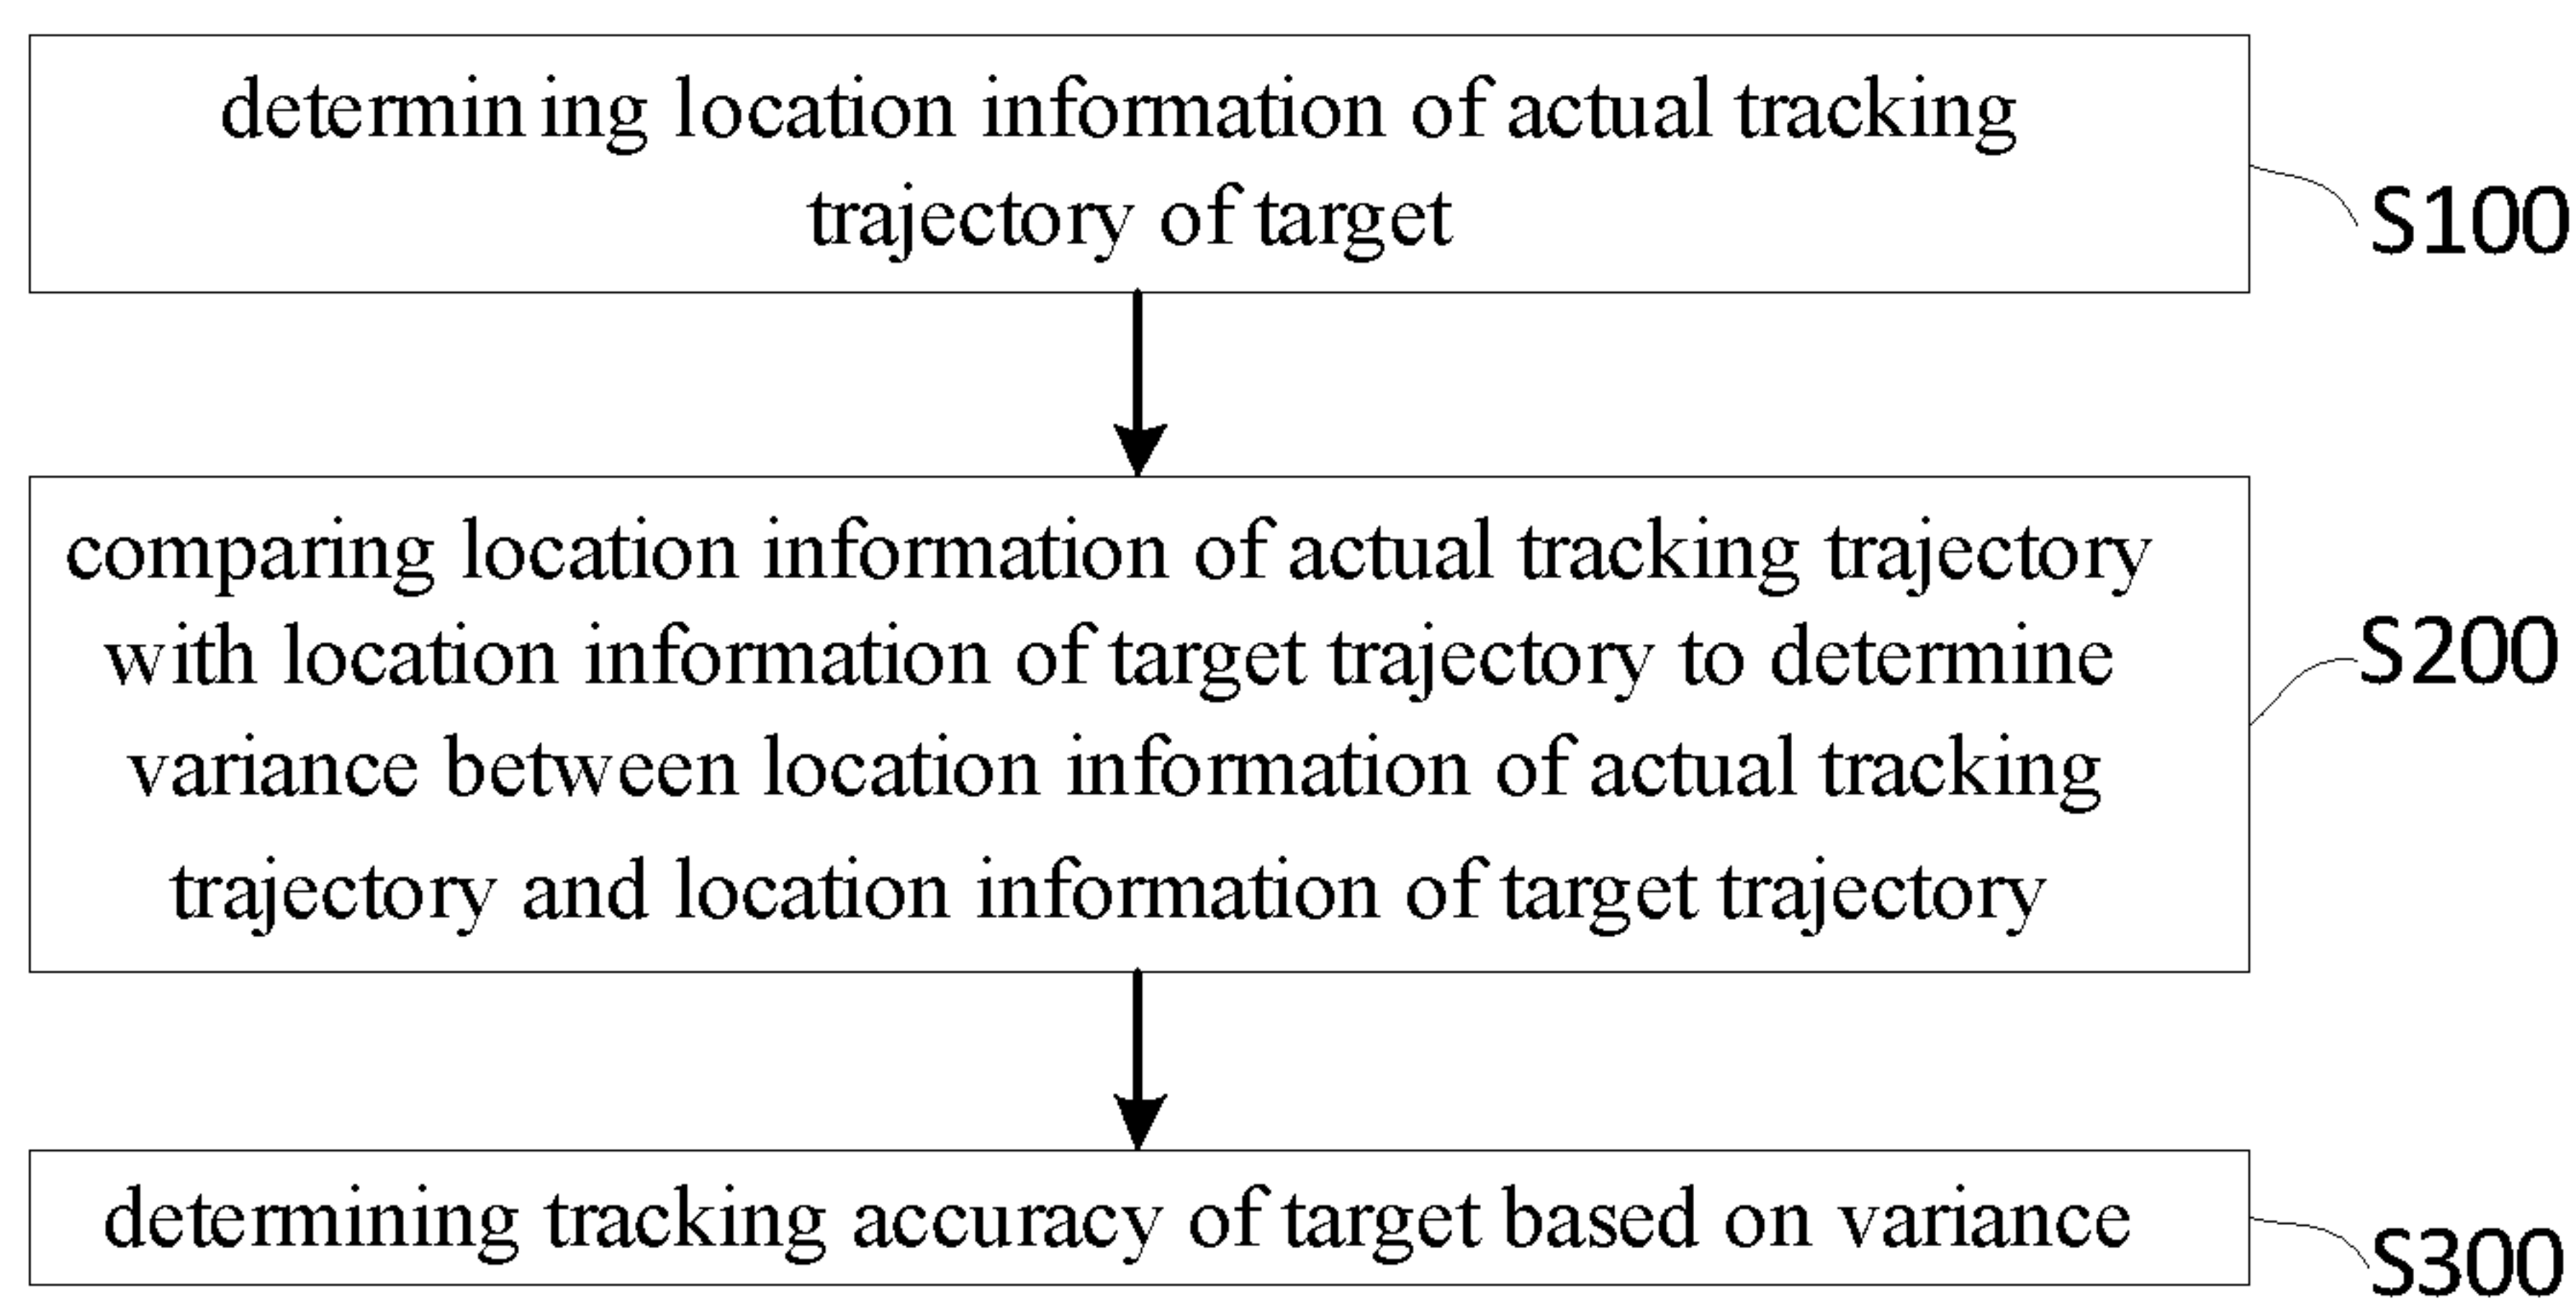 determining location information of actual tracking
trajectory of target
S100
comparing location information of actual tracking trajectory
with location information of target trajectory to determine
variance between location information of actual tracking
trajectory and location information of target trajectory
S200
determining tracking accuracy of target based on variance
S300